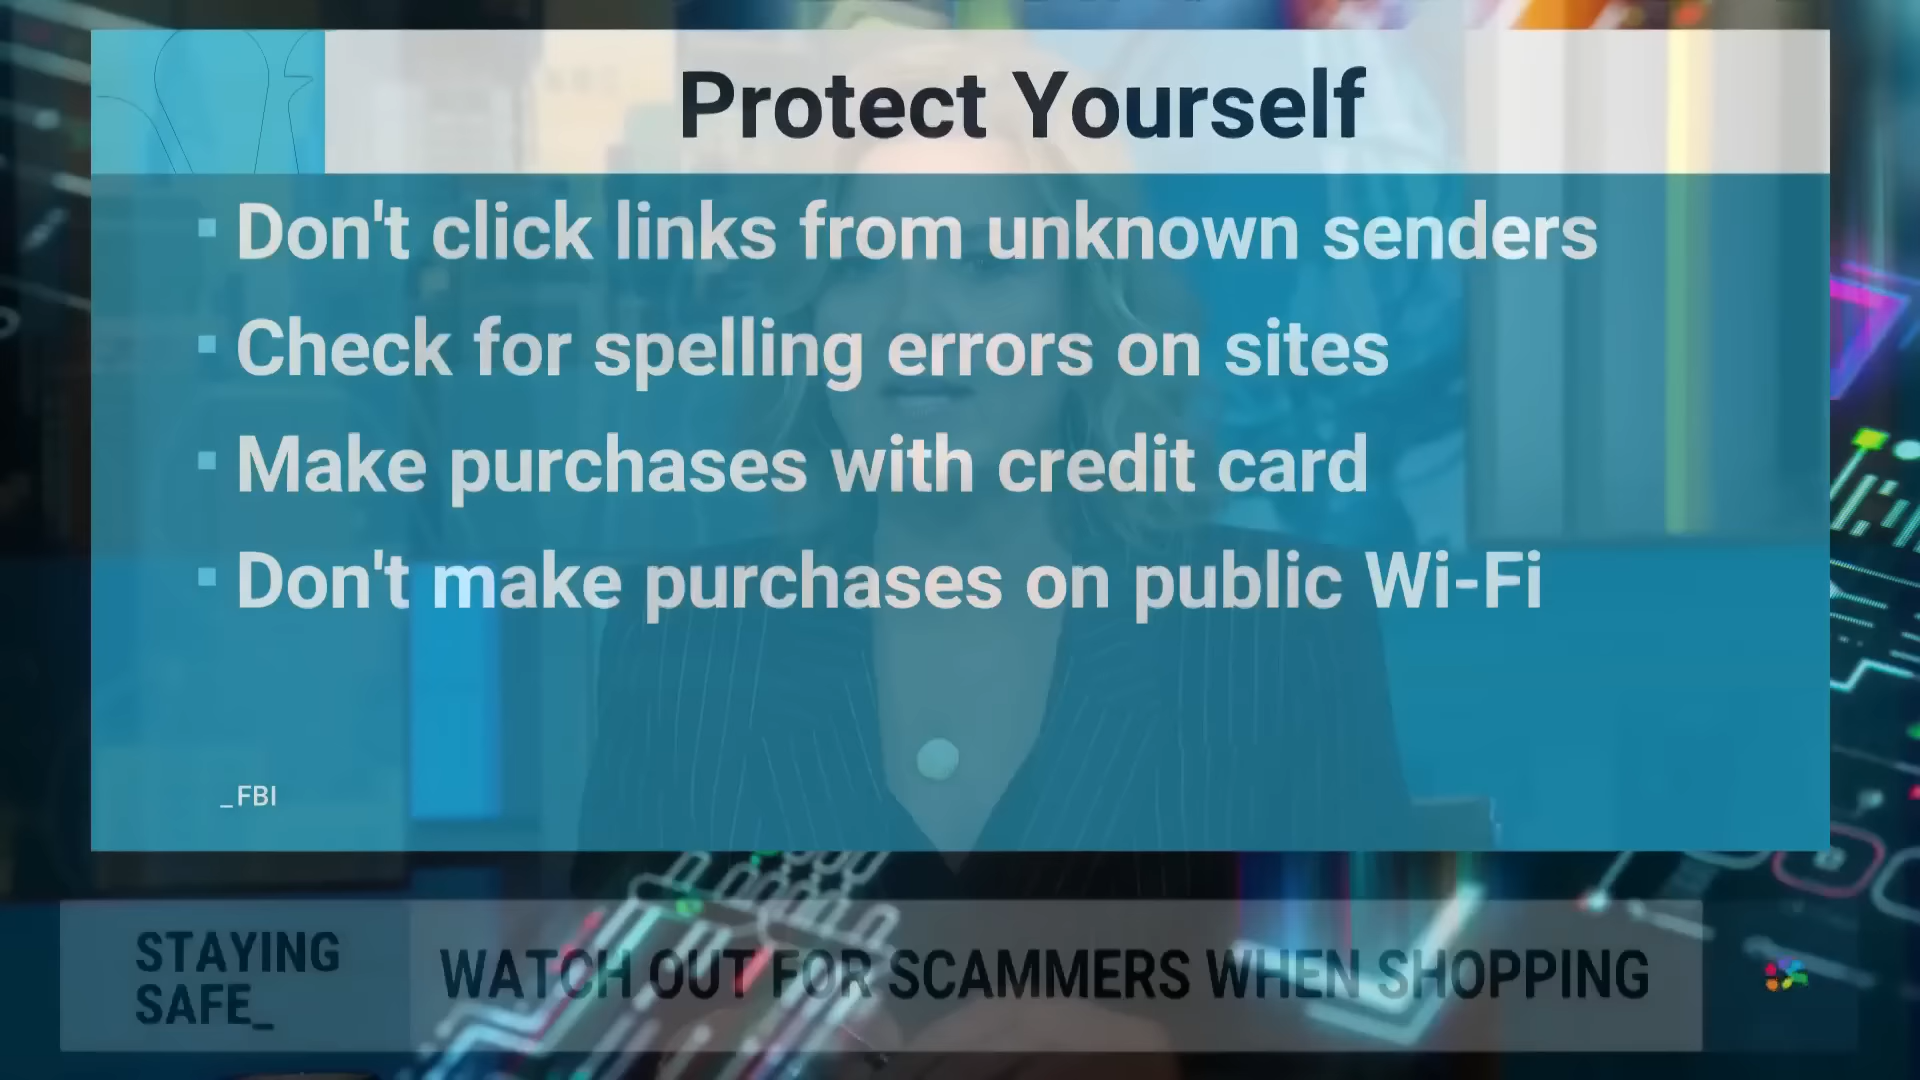 Protect Yourself
Don't click links from unknown senders
Check for spelling errors on sites
Make purchases with credit card
Don't make purchases on public Wi-Fi
_FBI
STAYING
SAFE_
WATCH OUT FOR SCAMMERS WHEN SHOPPING